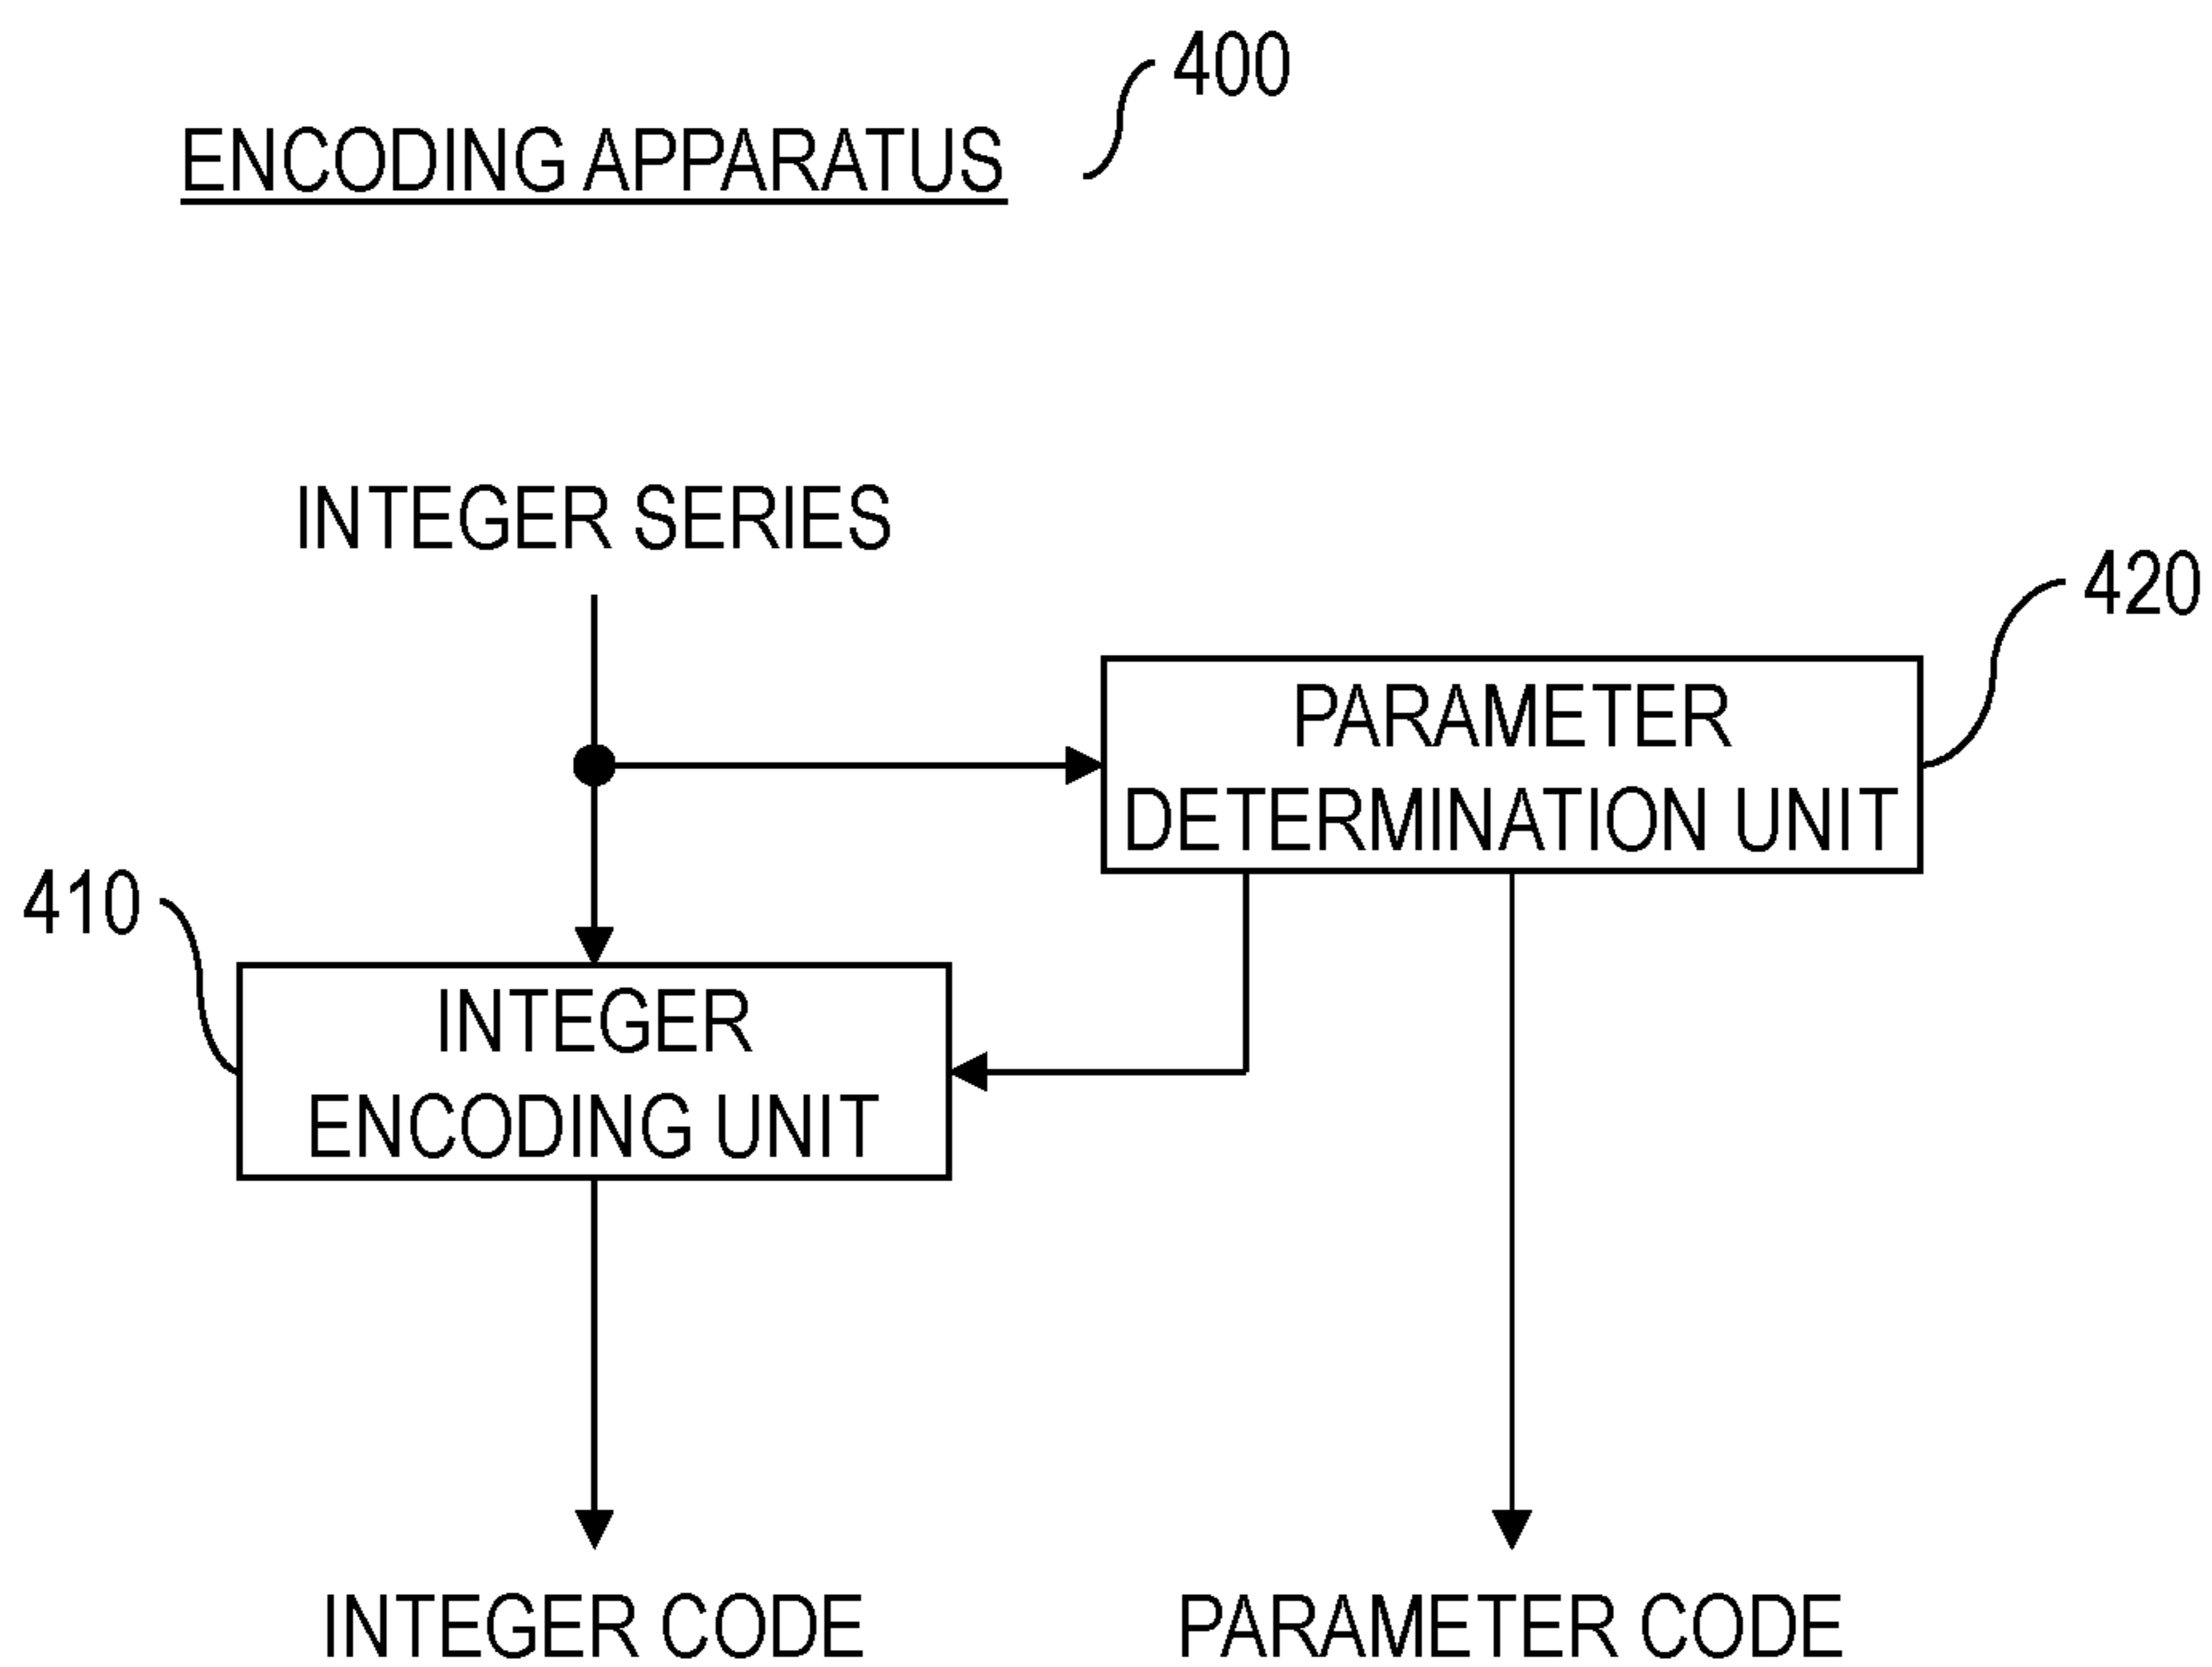 400
ENCODING APPARATUS
INTEGER SERIES
420
PARAMETER
DETERMINATION UNIT
410
INTEGER
ENCODING UNIT
INTEGER CODE
PARAMETER CODE